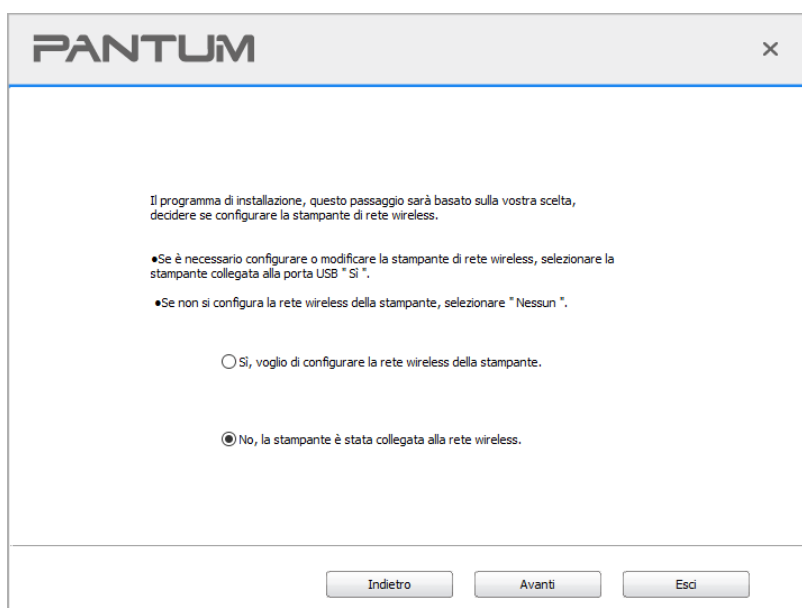 PANTUM
×
Il programma di installazione, questo passaggio sarà basato sulla vostra scelta,
decidere se configurare la stampante di rete wireless.
●Se è necessario configurare o modificare la stampante di rete wireless, selezionare la
stampante collegata alla porta USB " Sì ".
●Se non si configura la rete wireless della stampante, selezionare " Nessun ".
Sì, voglio di configurare la rete wireless della stampante.
No, la stampante è stata collegata alla rete wireless.
Indietro Avanti Esci